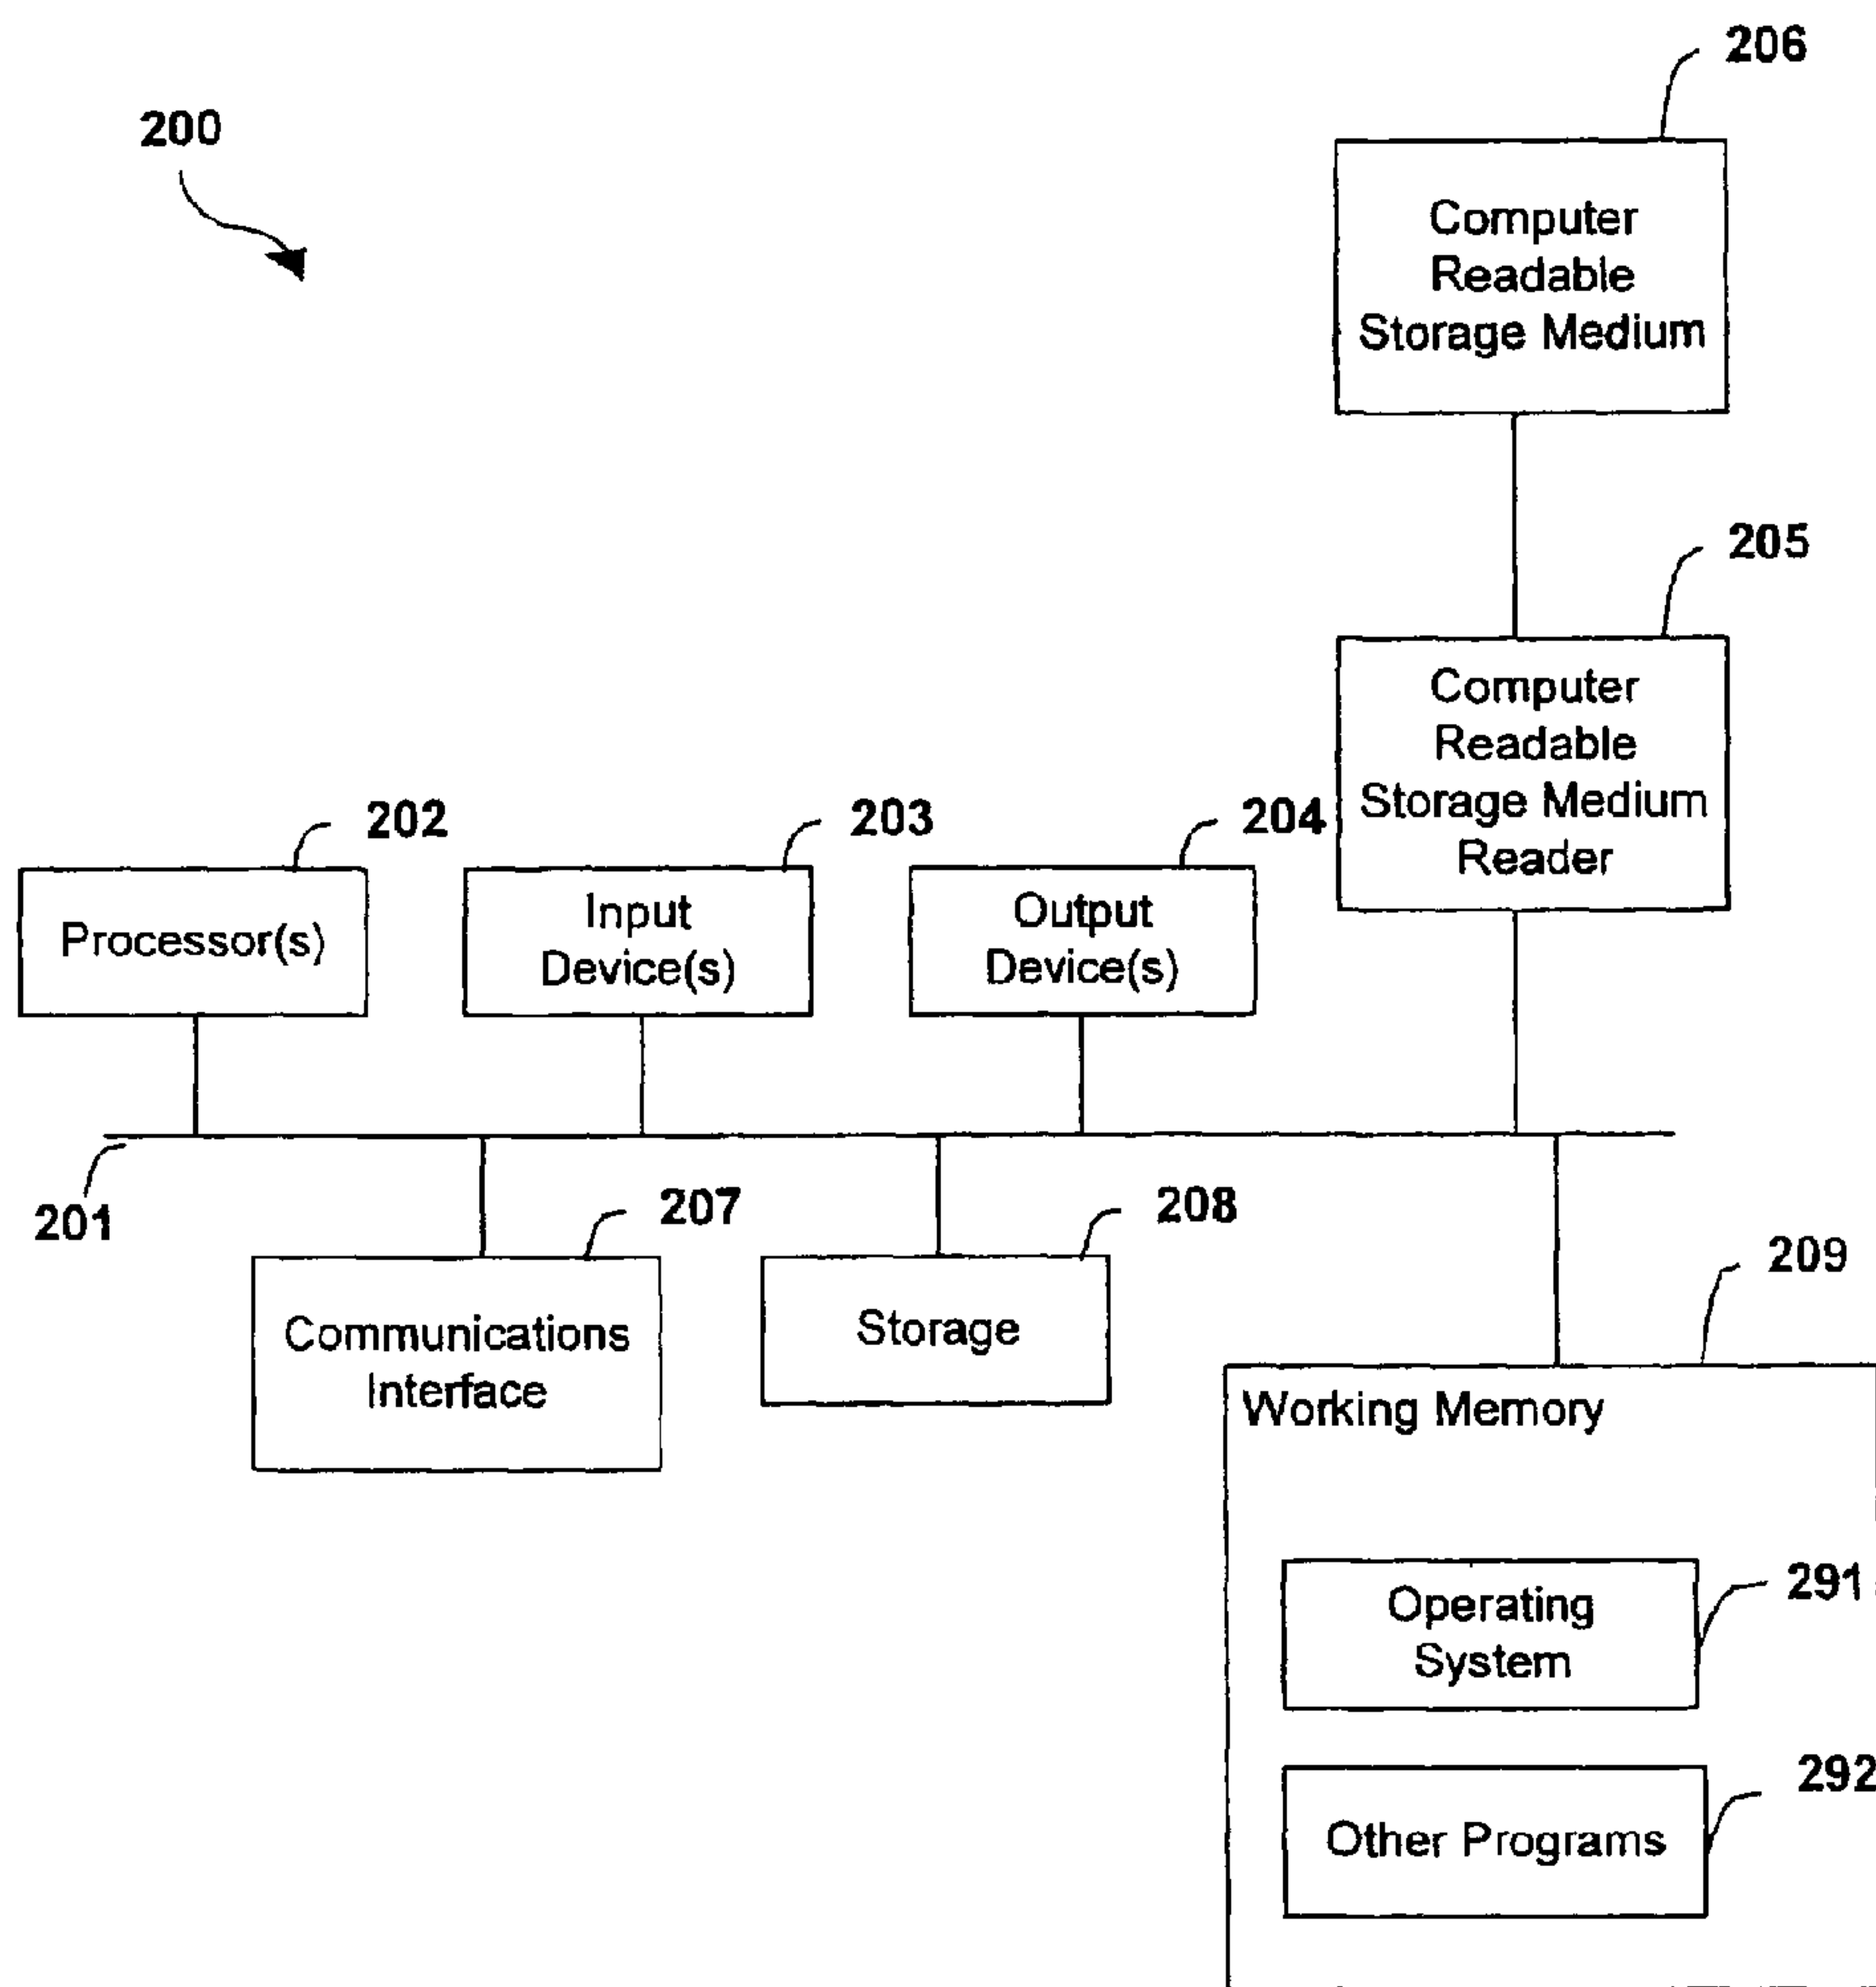 206
200
Computer
Readable
Storage Medium
205
Computer
Readable
Storage Medium
Reader
202
203
204
Processor(s)
Input
Device(s)
Output
Device(s)
201
207
208
209
Communications
Interface
Storage
Working Memory
Operating
System
291
292
Other Programs